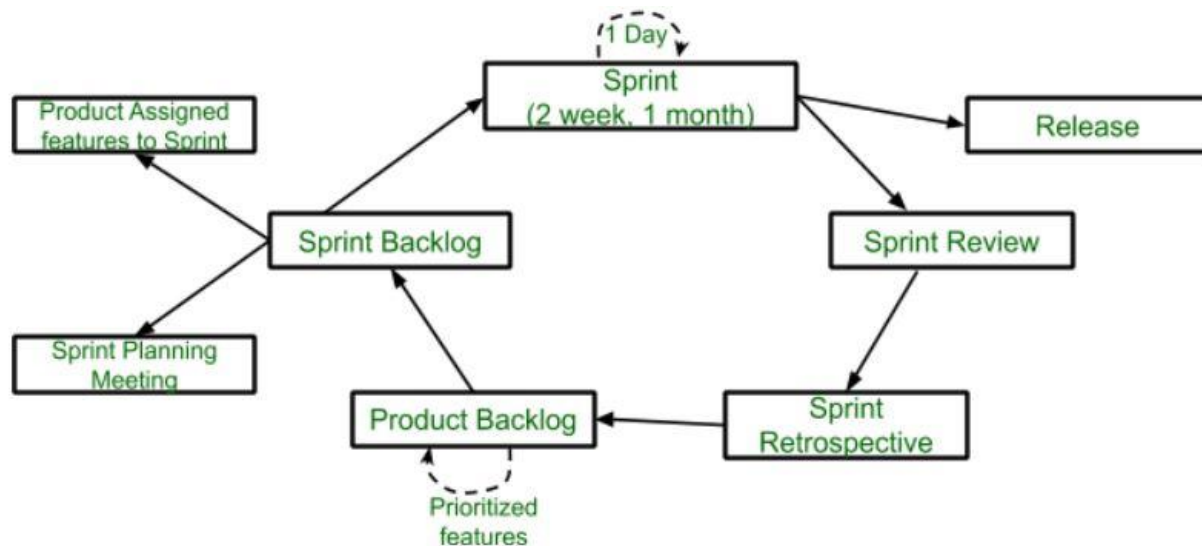 1 Day
Sprint
(2 week, 1 month)
Product Assigned
features to Sprint
Release
Sprint Backlog
Sprint Review
Sprint Planning
Meeting
Product Backlog
Sprint
Retrospective
Prioritized
features